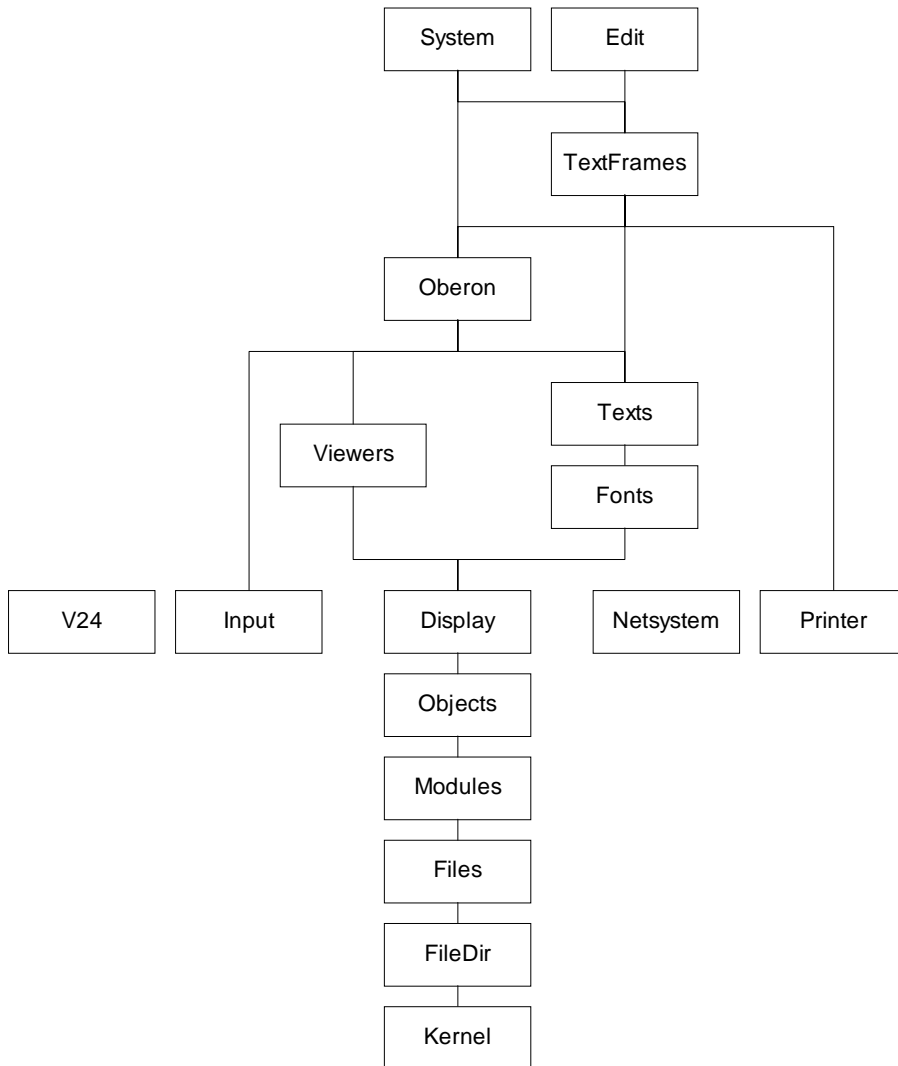 System
Edit
TextFrames
Oberon
Texts
Viewers
Fonts
V24
Input
Display
Netsystem
Printer
Objects
Modules
Files
FileDir
Kernel